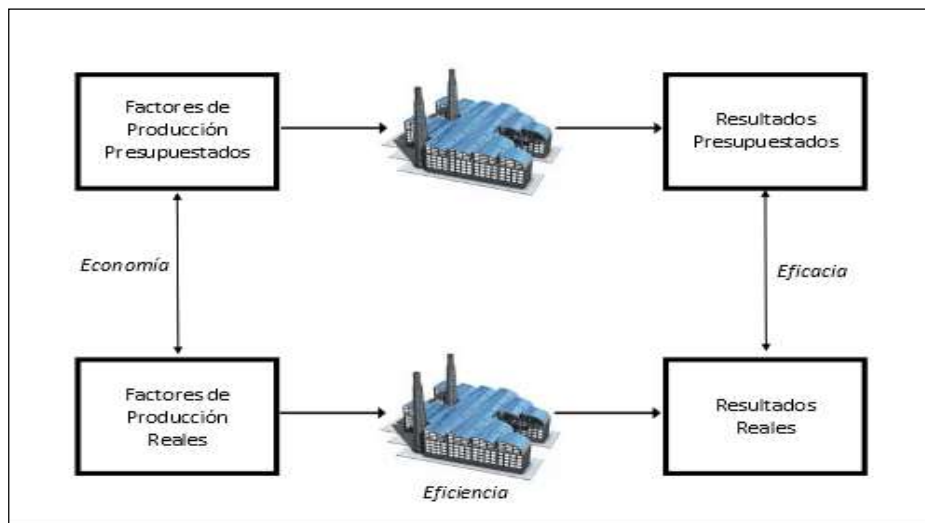 Factores de
Producción
Presupuestados
Resultados
Presupuestados
Economía
Eficacia
Factores de
Producción
Reales
Resultados
Reales
Eficiencia